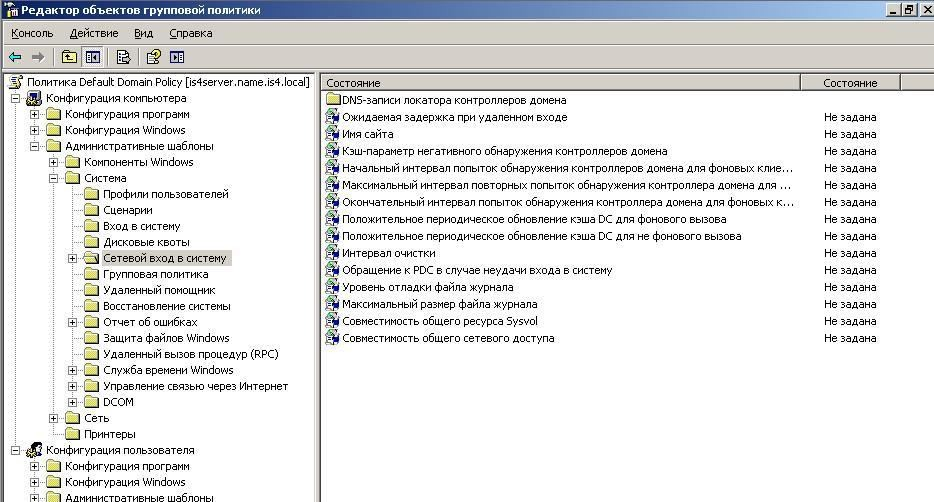 Редактор объектов групповой политики
Консоль Действие Вид Справка
Политика Default Domain Policy [is4server.name.is4.local]
Конфигурация компьютера
Конфигурация программ
Конфигурация Windows
Административные шаблоны
Компоненты Windows
Система
Профили пользователей
Сценарии
Вход в систему
Дисковые квоты
Сетевой вход в систему
Групповая политика
Удаленный помощник
Восстановление системы
Отчет об ошибках
Защита файлов Windows
Удаленный вызов процедур (RPC)
Служба времени Windows
Управление связью через Интернет
DCOM
Сеть
Принтеры
Конфигурация пользователя
Конфигурация программ
Конфигурация Windows
Административные шаблоны
Состояние Состояние
DNS-записи локатора контроллеров домена
Ожидаемая задержка при удаленном входе Не задана
Имя сайта Не задана
Кэш-параметр негативного обнаружения контроллеров домена Не задана
Начальный интервал попыток обнаружения контроллеров домена для фоновых клие... Не задана
Максимальный интервал повторных попыток обнаружения контроллера домена для ... Не задана
Окончательный интервал попыток обнаружения контроллера домена для фоновых к... Не задана
Положительное периодическое обновление кэша DC для фонового вызова Не задана
Положительное периодическое обновление кэша DC для не фонового вызова Не задана
Интервал очистки Не задана
Обращение к PDC в случае неудачи входа в систему Не задана
Уровень отладки файла журнала Не задана
Максимальный размер файла журнала Не задана
Совместимость общего ресурса Sysvol Не задана
Совместимость общего сетевого доступа Не задана